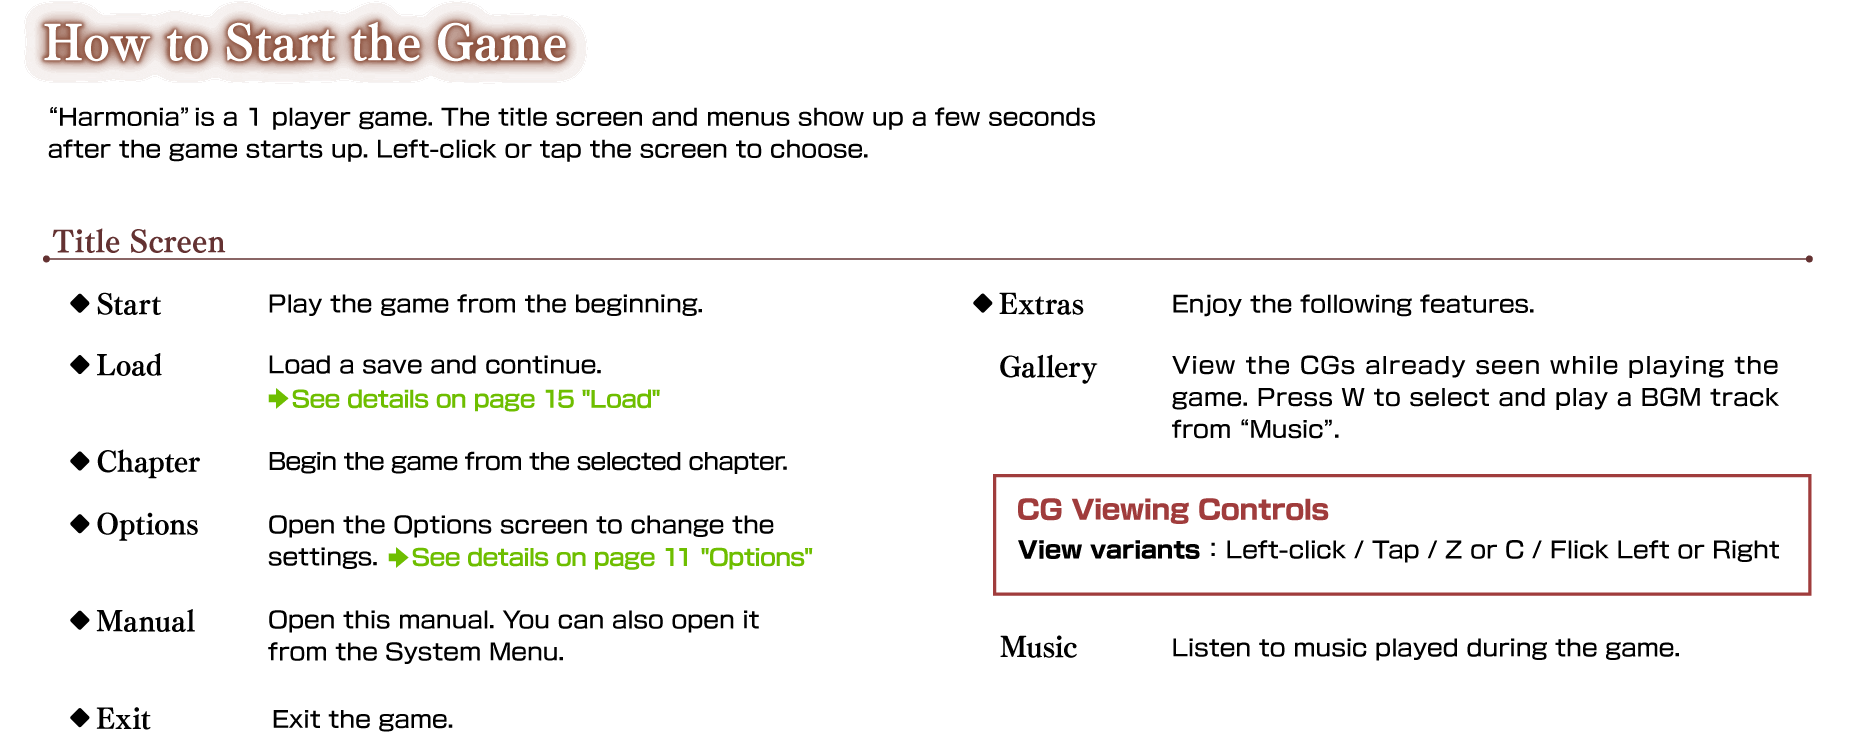 How to Start the Game
“Harmonia” is a 1 player game. The title screen and menus show up a few seconds
after the game starts up. Left-click or tap the screen to choose.
Title Screen
◆ Start Play the game from the beginning.
◆ Load Load a save and continue.
➡See details on page 15 "Load"
◆ Chapter Begin the game from the selected chapter.
◆ Options Open the Options screen to change the
settings. ➡See details on page 11 "Options"
◆ Manual Open this manual. You can also open it
from the System Menu.
◆ Exit Exit the game.
◆ Extras Enjoy the following features.
Gallery View the CGs already seen while playing the
game. Press W to select and play a BGM track
from “Music”.
CG Viewing Controls
View variants : Left-click / Tap / Z or C / Flick Left or Right
Music Listen to music played during the game.